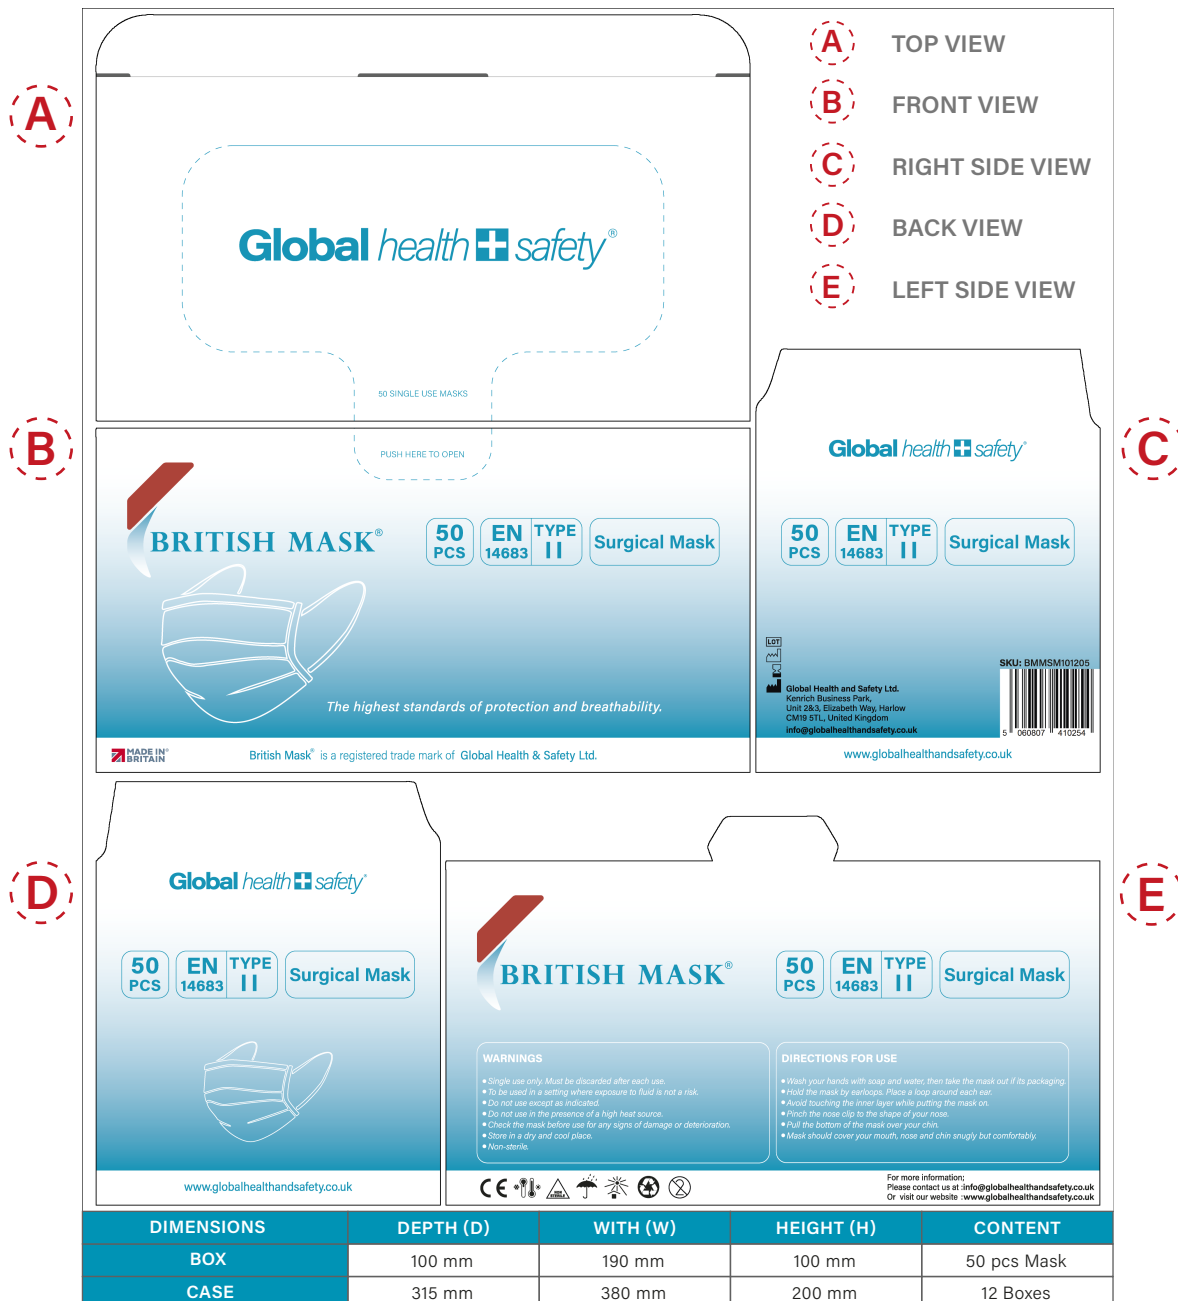 A TOP VIEW
B FRONT VIEW
C RIGHT SIDE VIEW
D BACK VIEW
E LEFT SIDE VIEW
A
Global health safety®
50 SINGLE USE MASKS
B
PUSH HERE TO OPEN
BRITISH MASK®
50 PCS
EN 14683
TYPE II
Surgical Mask
The highest standards of protection and breathability.
MADE IN® BRITAIN
British Mask® is a registered trade mark of Global Health & Safety Ltd.
C
Global health safety®
50 PCS
EN 14683
TYPE II
Surgical Mask
LOT
SKU: BMMSM101205
Global Health and Safety Ltd.
Kenrich Business Park,
Unit 2&3, Elizabeth Way, Harlow
CM19 5TL, United Kingdom
info@globalhealthandsafety.co.uk
5 060807 410254
www.globalhealthandsafety.co.uk
D
Global health safety®
50 PCS
EN 14683
TYPE II
Surgical Mask
www.globalhealthandsafety.co.uk
E
BRITISH MASK®
50 PCS
EN 14683
TYPE II
Surgical Mask
WARNINGS
• Single use only. Must be discarded after each use.
• To be used in a setting where exposure to fluid is not a risk.
• Do not use except as indicated.
• Do not use in the presence of a high heat source.
• Check the mask before use for any signs of damage or deterioration.
• Store in a dry and cool place.
• Non-sterile.
DIRECTIONS FOR USE
• Wash your hands with soap and water, then take the mask out if its packaging.
• Hold the mask by earloops. Place a loop around each ear.
• Avoid touching the inner layer while putting the mask on.
• Pinch the nose clip to the shape of your nose.
• Pull the bottom of the mask over your chin.
• Mask should cover your mouth, nose and chin snugly but comfortably.
CE
NON STERILE
2
For more information;
Please contact us at :info@globalhealthandsafety.co.uk
Or visit our website :www.globalhealthandsafety.co.uk
DIMENSIONS DEPTH (D) WITH (W) HEIGHT (H) CONTENT
BOX 100 mm 190 mm 100 mm 50 pcs Mask
CASE 315 mm 380 mm 200 mm 12 Boxes